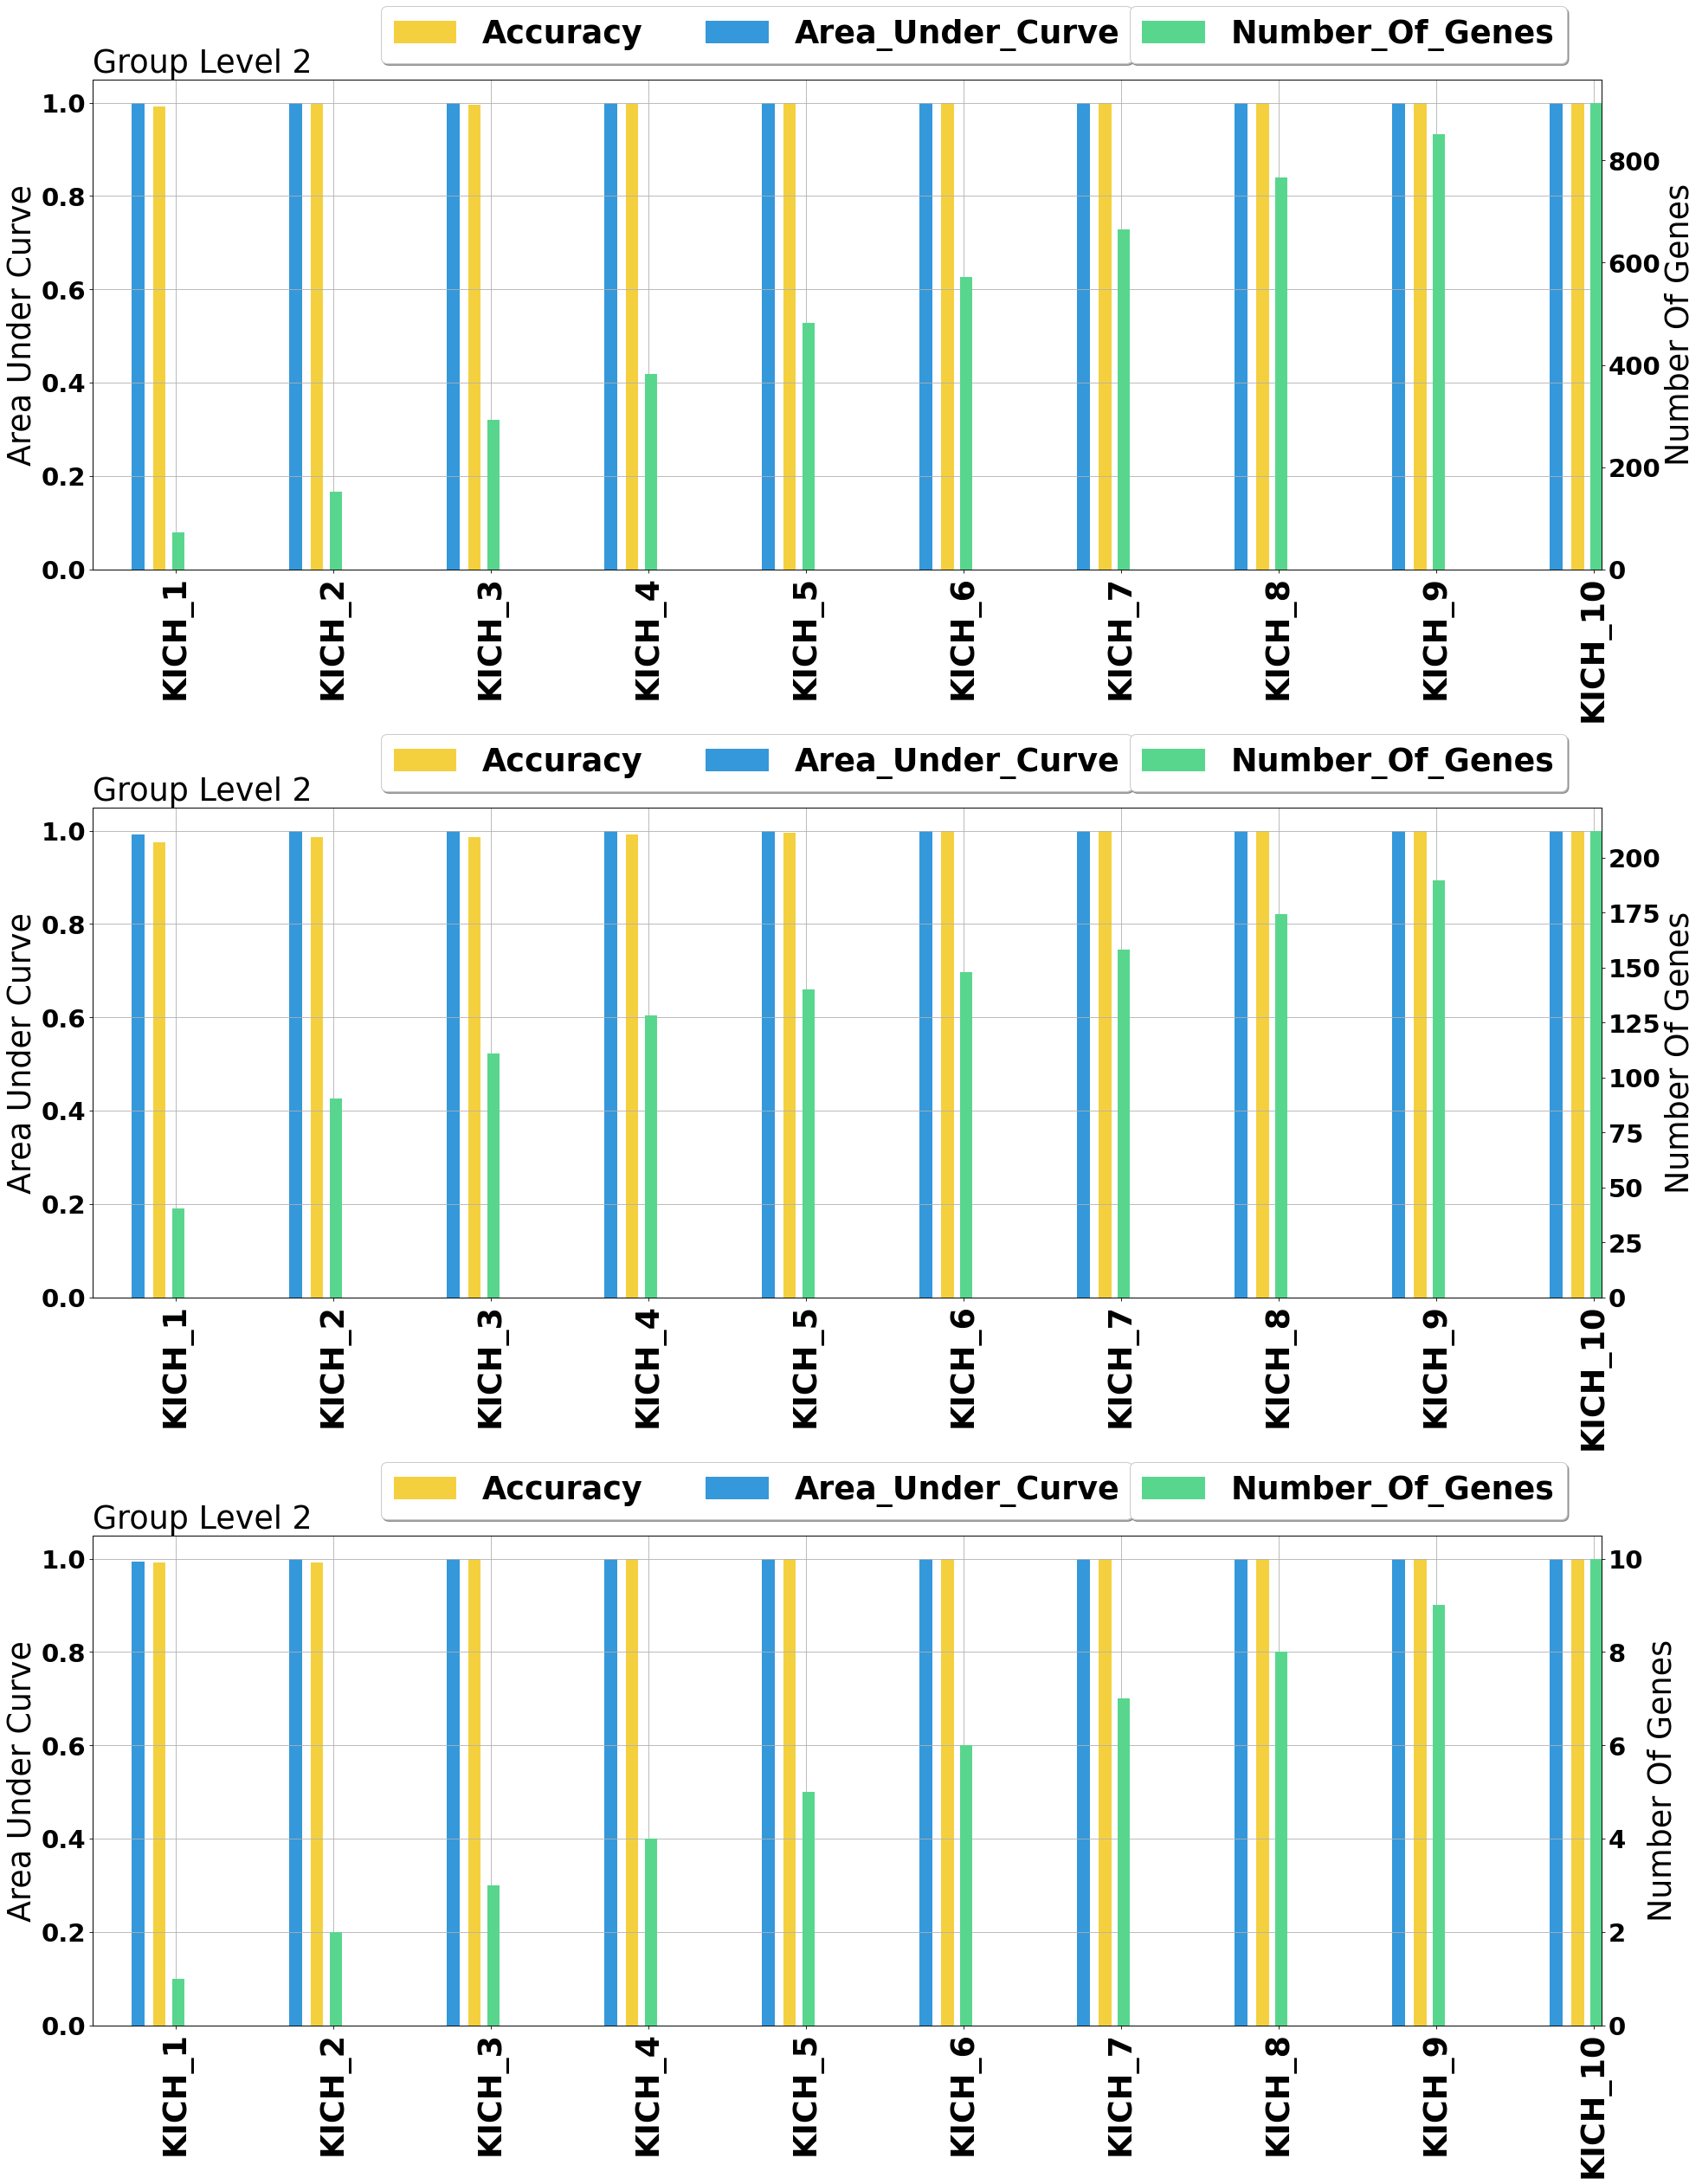 Accuracy Area_Under_Curve Number_Of_Genes
Group Level 2
Area Under Curve
1.0
0.8
0.6
0.4
0.2
0.0
800
600
400
200
0
Number Of Genes
KICH_1 KICH_2 KICH_3 KICH_4 KICH_5 KICH_6 KICH_7 KICH_8 KICH_9 KICH_10
Accuracy Area_Under_Curve Number_Of_Genes
Group Level 2
Area Under Curve
1.0
0.8
0.6
0.4
0.2
0.0
200
175
150
125
100
75
50
25
0
Number Of Genes
KICH_1 KICH_2 KICH_3 KICH_4 KICH_5 KICH_6 KICH_7 KICH_8 KICH_9 KICH_10
Accuracy Area_Under_Curve Number_Of_Genes
Group Level 2
Area Under Curve
1.0
0.8
0.6
0.4
0.2
0.0
10
8
6
4
2
0
Number Of Genes
KICH_1 KICH_2 KICH_3 KICH_4 KICH_5 KICH_6 KICH_7 KICH_8 KICH_9 KICH_10